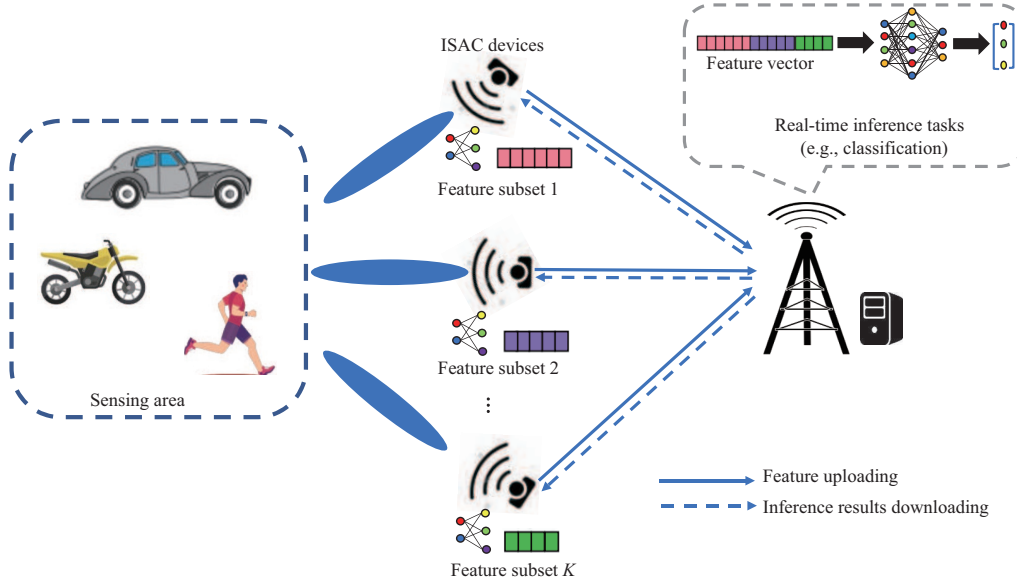 ISAC devices
Feature vector
Real-time inference tasks
(e.g., classification)
Feature subset 1
Feature subset 2
Sensing area
⋮
Feature uploading
Inference results downloading
Feature subset K